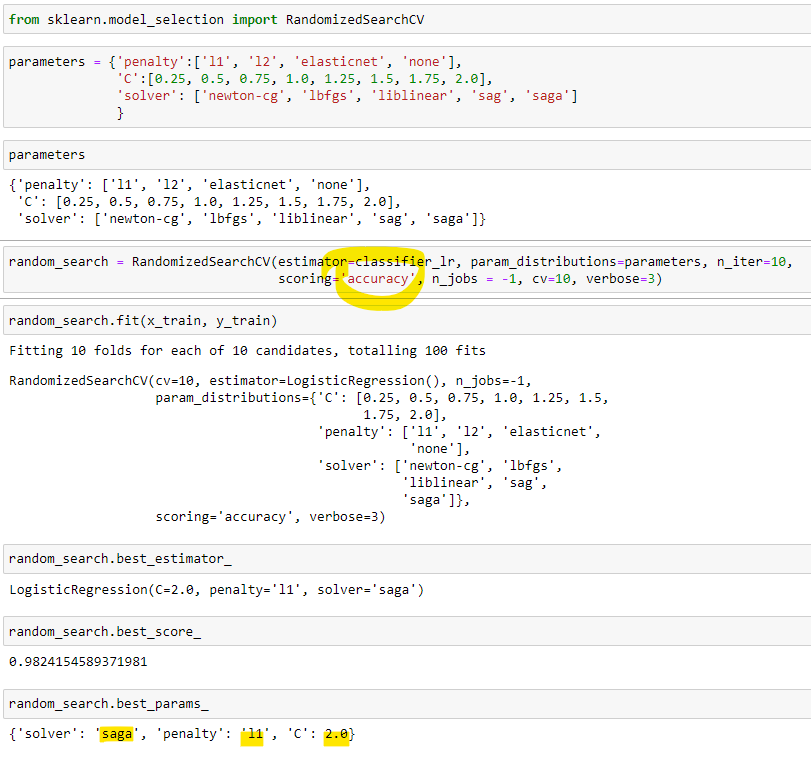 from sklearn.model_selection import RandomizedSearchCV
parameters = {'penalty':['l1', 'l2', 'elasticnet', 'none'],
'C':[0.25, 0.5, 0.75, 1.0, 1.25, 1.5, 1.75, 2.0],
'solver': ['newton-cg', 'lbfgs', 'liblinear', 'sag', 'saga']
}
parameters
{'penalty': ['l1', 'l2', 'elasticnet', 'none'],
'C': [0.25, 0.5, 0.75, 1.0, 1.25, 1.5, 1.75, 2.0],
'solver': ['newton-cg', 'lbfgs', 'liblinear', 'sag', 'saga']}
random_search = RandomizedSearchCV(estimator=classifier_lr, param_distributions=parameters, n_iter=10,
scoring='accuracy', n_jobs = -1, cv=10, verbose=3)
random_search.fit(x_train, y_train)
Fitting 10 folds for each of 10 candidates, totalling 100 fits
RandomizedSearchCV(cv=10, estimator=LogisticRegression(), n_jobs=-1,
param_distributions={'C': [0.25, 0.5, 0.75, 1.0, 1.25, 1.5,
1.75, 2.0],
'penalty': ['l1', 'l2', 'elasticnet',
'none'],
'solver': ['newton-cg', 'lbfgs',
'liblinear', 'sag',
'saga']},
scoring='accuracy', verbose=3)
random_search.best_estimator_
LogisticRegression(C=2.0, penalty='l1', solver='saga')
random_search.best_score_
0.9824154589371981
random_search.best_params_
{'solver': 'saga', 'penalty': 'l1', 'C': 2.0}